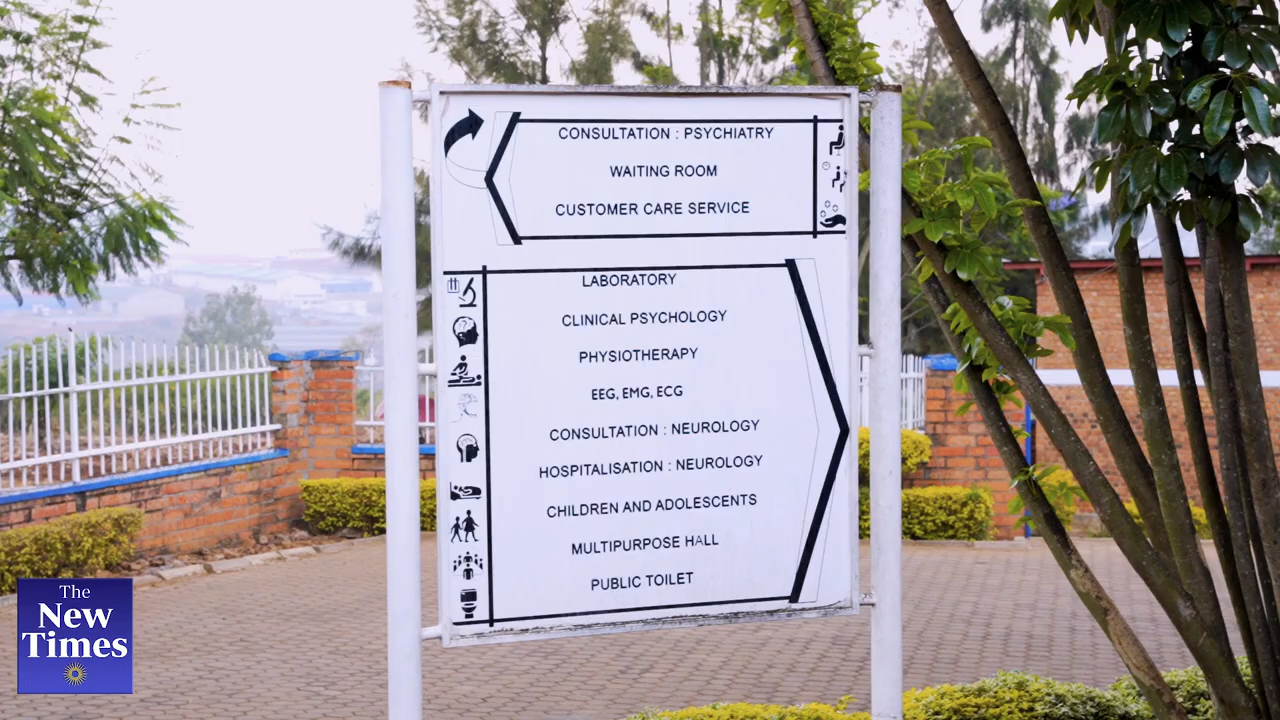 CONSULTATION : PSYCHIATRY
WAITING ROOM
CUSTOMER CARE SERVICE
LABORATORY
CLINICAL PSYCHOLOGY
PHYSIOTHERAPY
EEG, EMG, ECG
CONSULTATION : NEUROLOGY
HOSPITALISATION : NEUROLOGY
CHILDREN AND ADOLESCENTS
MULTIPURPOSE HALL
PUBLIC TOILET
The
New
Times